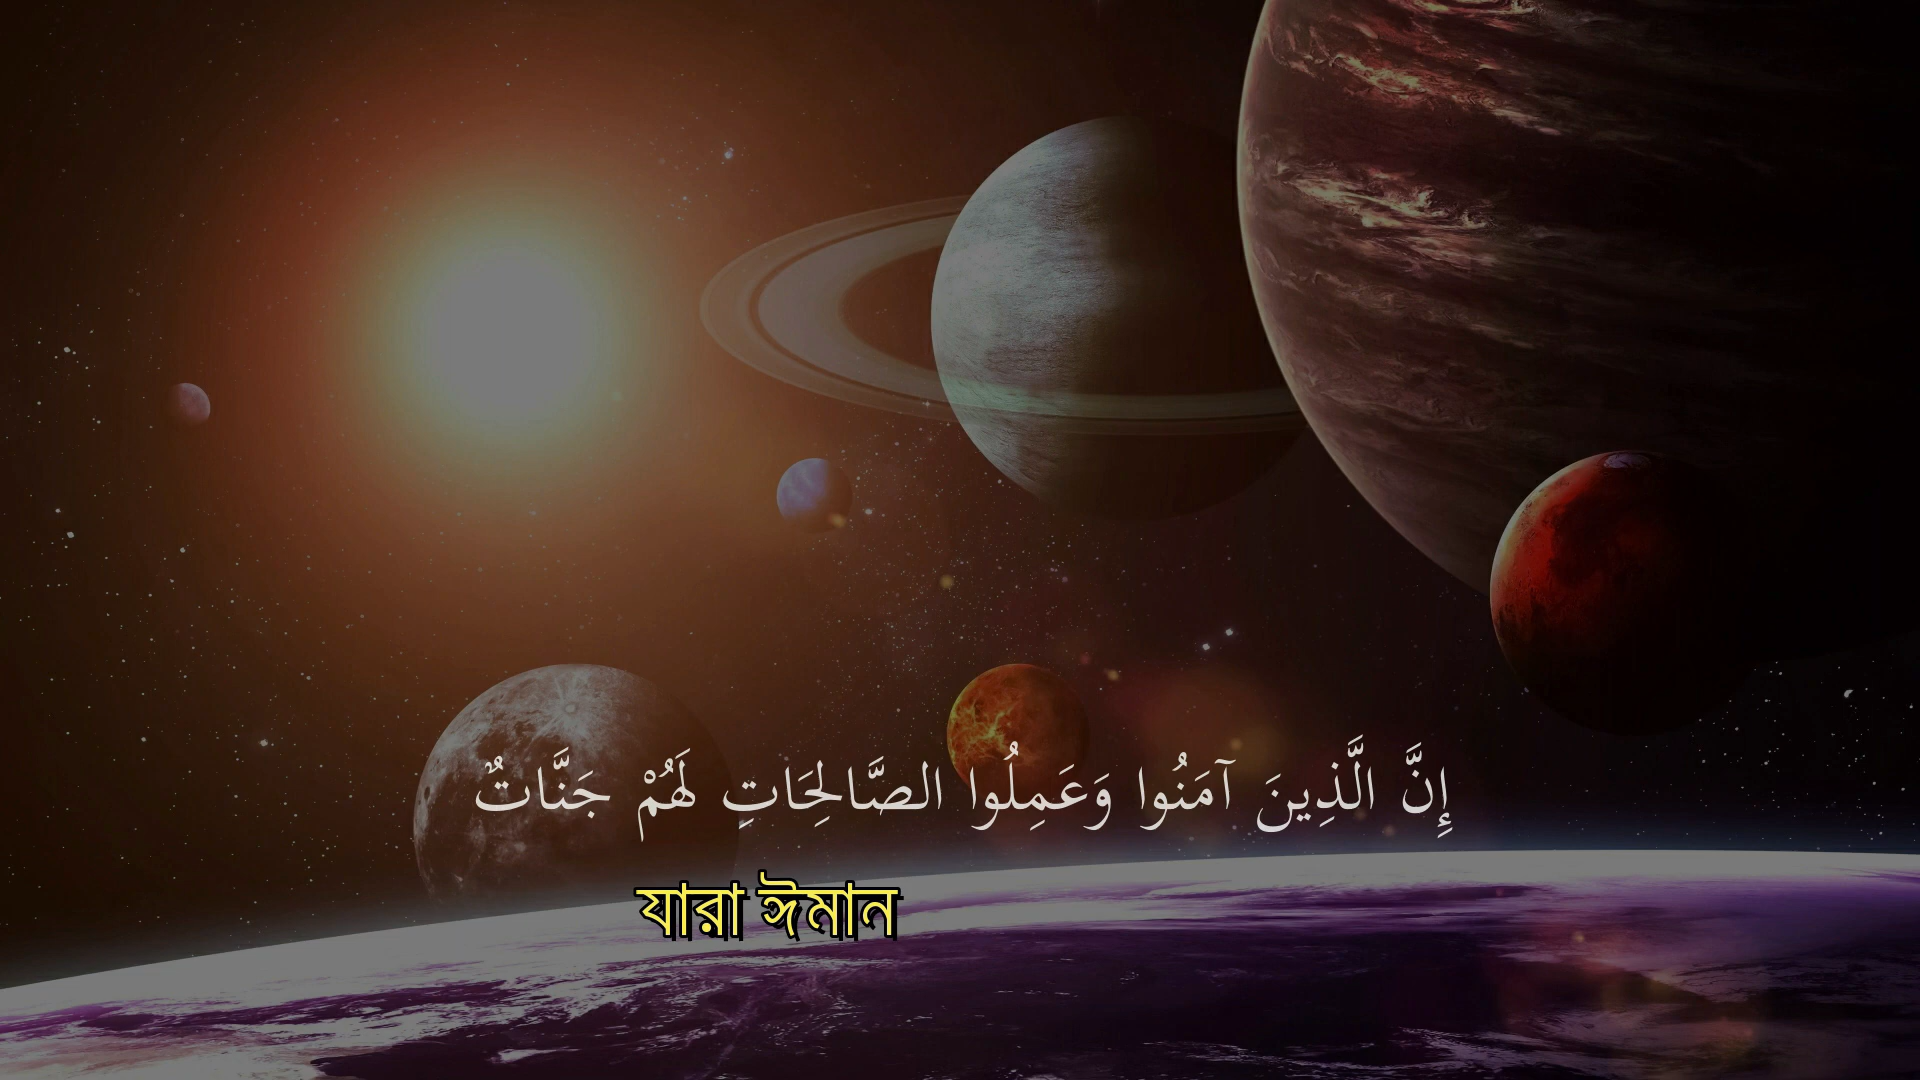 إِنَّ الَّذِينَ آمَنُوا وَعَمِلُوا الصَّالِحَاتِ لَهُمْ جَنَّاتٌ
যারা ঈমান